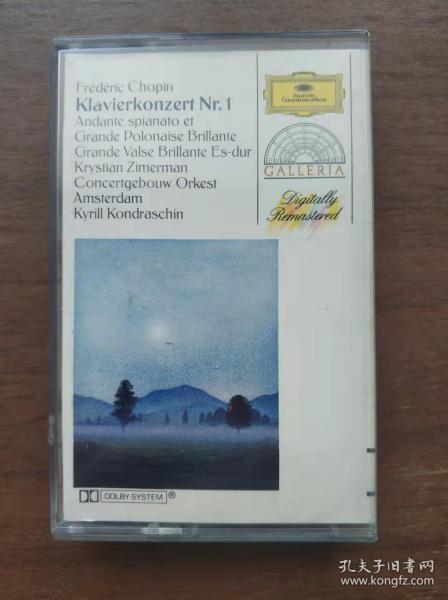 Frédéric Chopin
Klavierkonzert Nr. 1
Andante spianato et
Grande Polonaise Brillante
Grande Valse Brillante Es-dur
Krystian Zimerman
Concertgebouw Orkest
Amsterdam
Kyrill Kondraschin
Deutsche
Grammophon
GALLERIA
Digitally
Remastered
DOLBY SYSTEM ®
孔夫子旧书网
www.kongfz.com